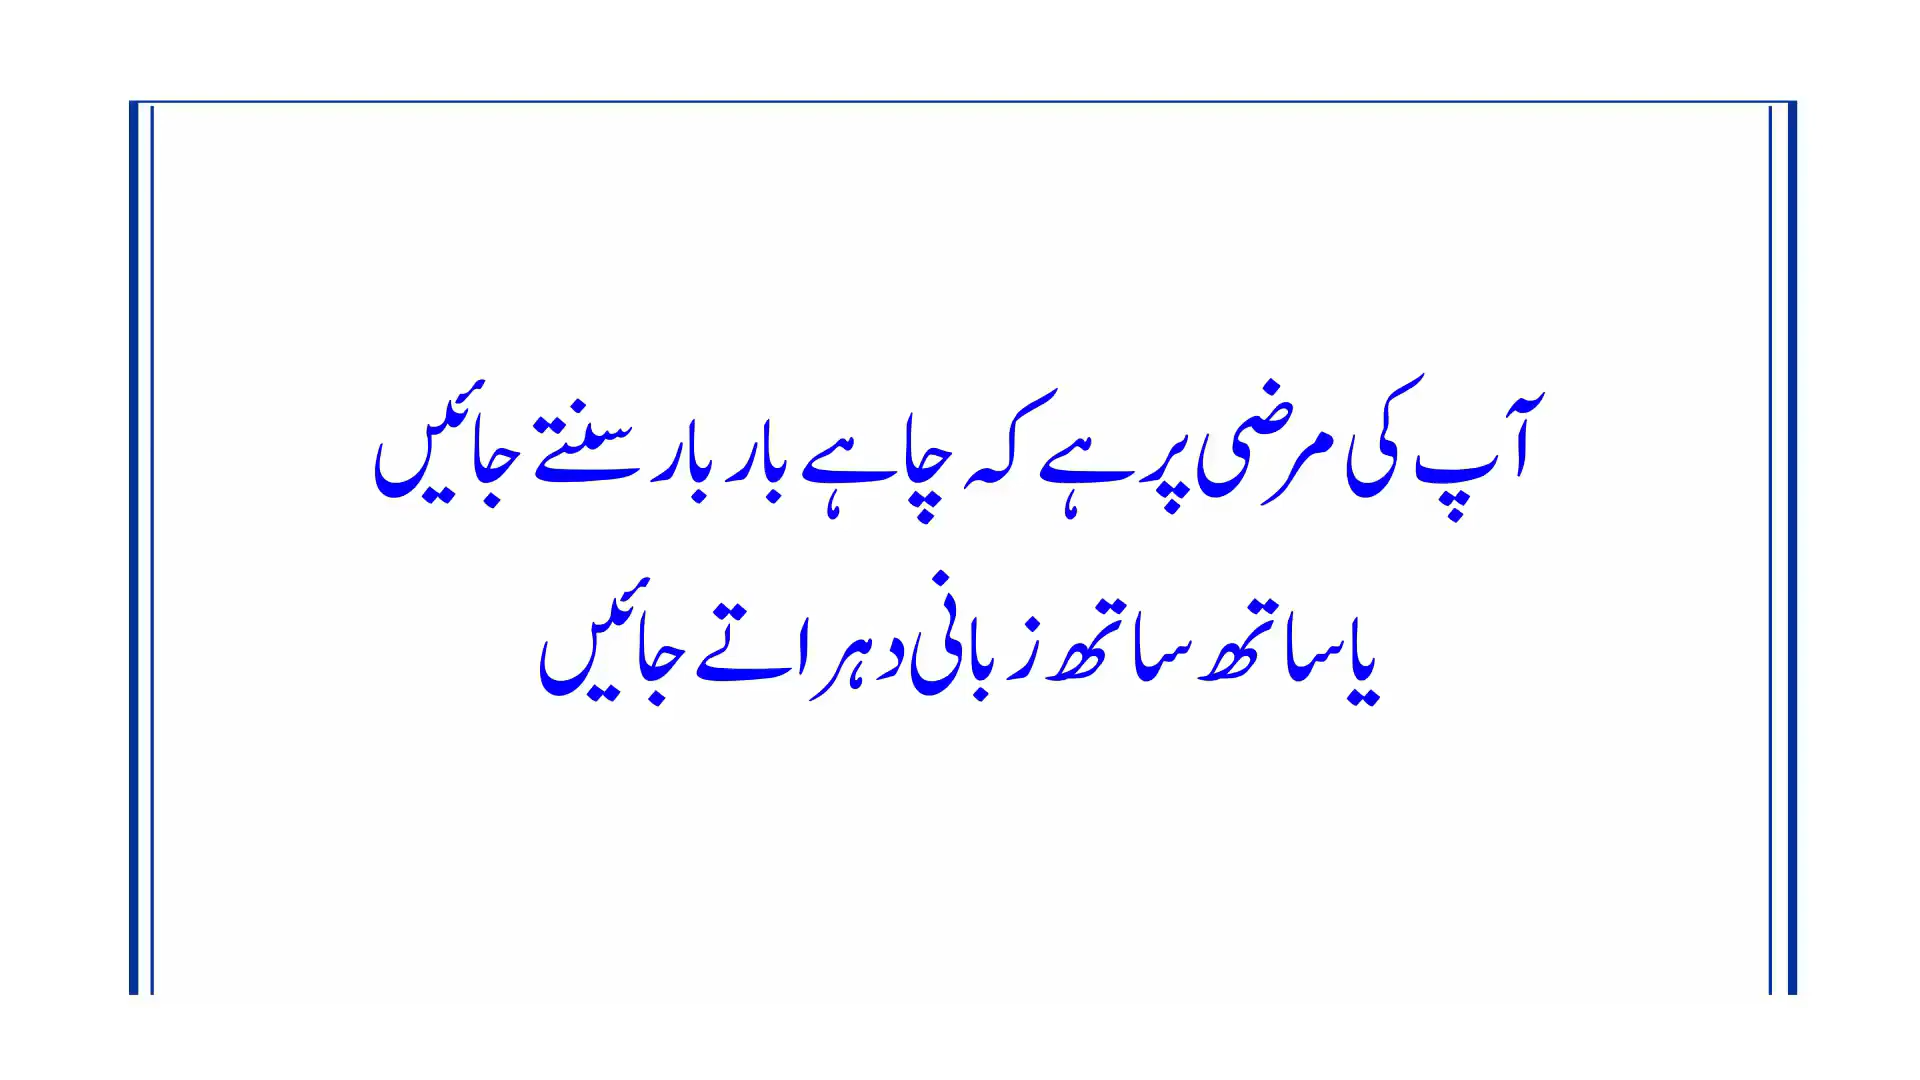 آپ کی مرضی پر ہے کہ چاہے بار بار سنتے جائیں
یا ساتھ ساتھ زبانی دہراتے جائیں